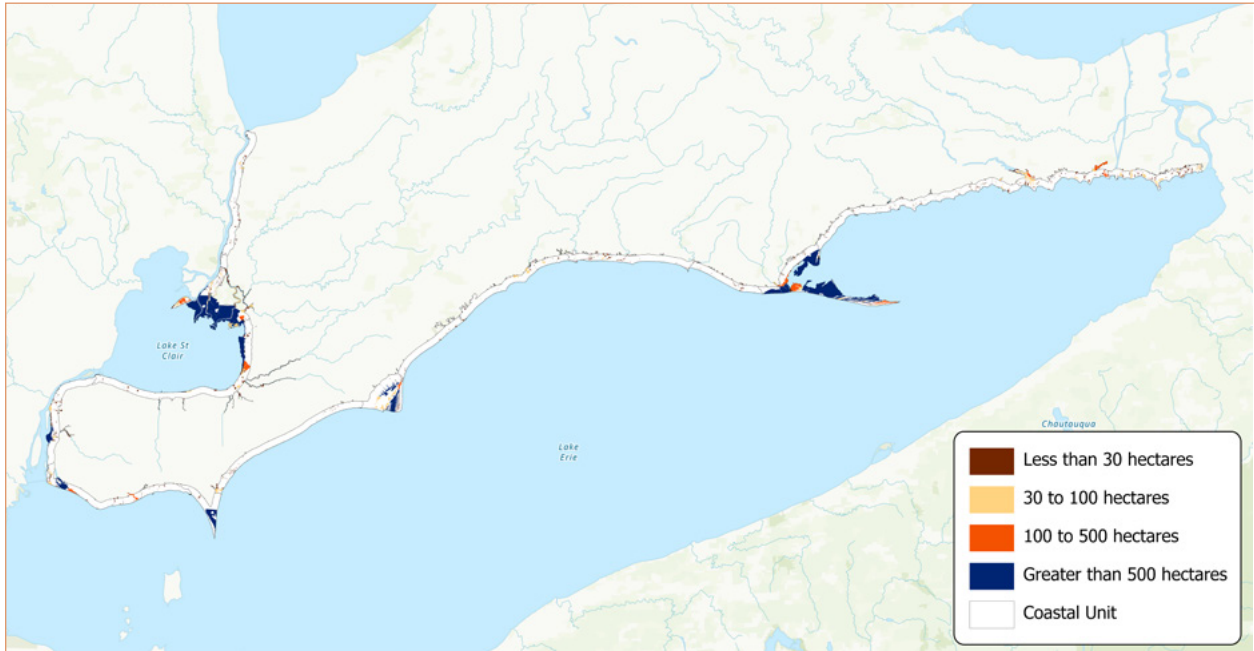 Lake St
Clair
Lake
Erie
Chautauqua
Less than 30 hectares
30 to 100 hectares
100 to 500 hectares
Greater than 500 hectares
Coastal Unit